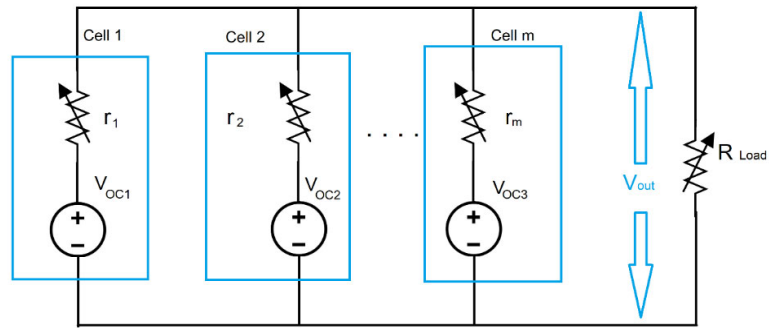 Cell 1
Cell 2
Cell m
r1
r2
rm
. . . .
VOC1
VOC2
VOC3
+
−
+
−
+
−
Vout
R Load